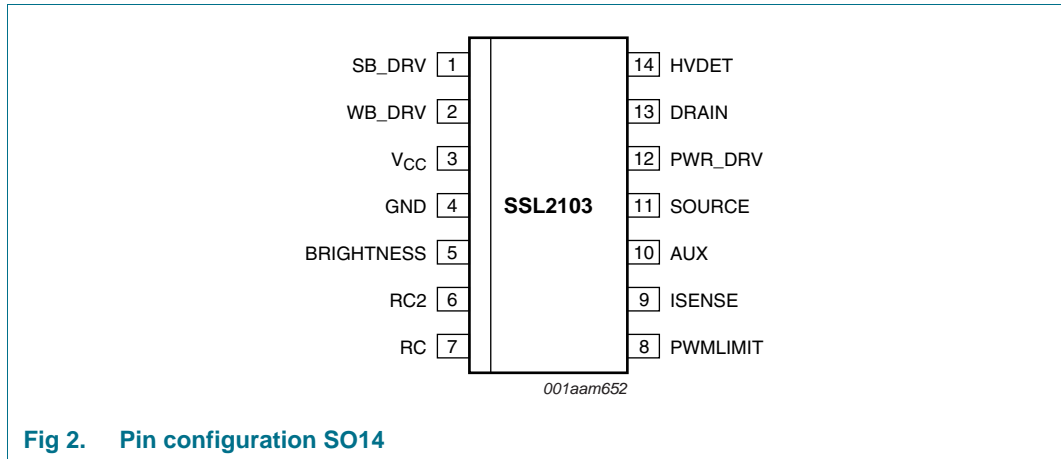 SB_DRV 1
WB_DRV 2
VCC 3
GND 4
BRIGHTNESS 5
RC2 6
RC 7
SSL2103
14 HVDET
13 DRAIN
12 PWR_DRV
11 SOURCE
10 AUX
9 ISENSE
8 PWMLIMIT
001aam652
Fig 2. Pin configuration SO14